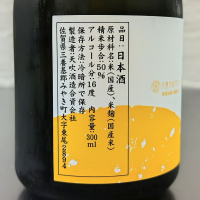 品目:日本酒
原材料名:米(国産)、米麹(国産米)
精米歩合:50%
アルコール分:16度 内容量:300ml
保存方法:冷暗所で保存
製造者:天吹酒造合資会社
佐賀県三養基郡みやき町大字東尾2894